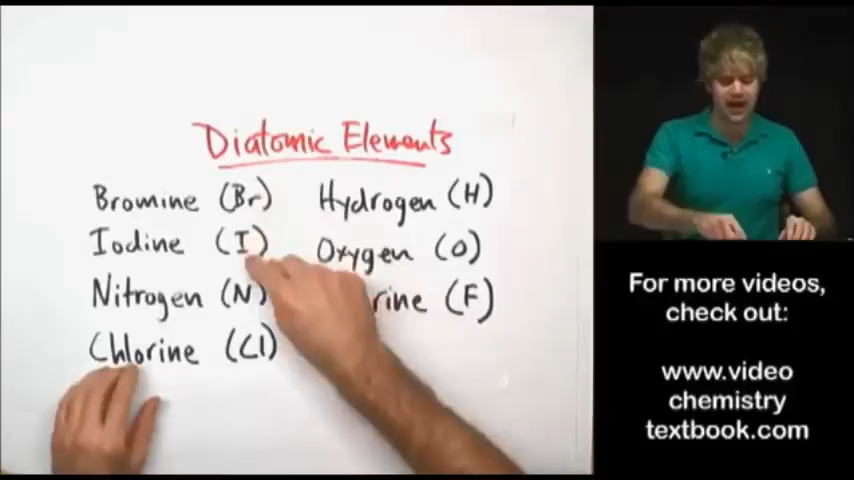 Diatomic Elements
Bromine (Br)
Iodine (I)
Nitrogen (N)
Chlorine (Cl)
Hydrogen (H)
Oxygen (O)
rine (F)
For more videos,
check out:
www.video
chemistry
textbook.com